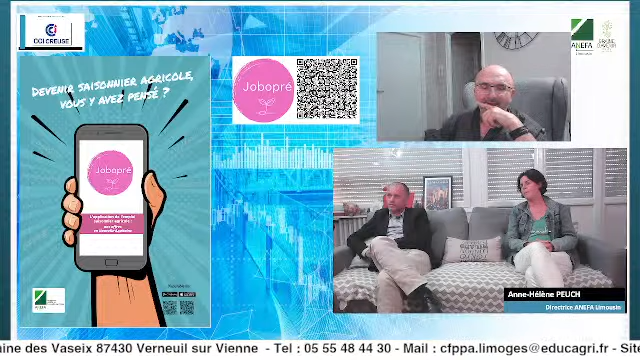 CCI CREUSE
DEVENIR SAISONNIER AGRICOLE,
VOUS Y AVEZ PENSÉ ?
Jobopré
L'application de l'emploi
saisonnier agricole :
ANEFA
Jobopré
ANEFA
Anne-Hélène PEUCH
Directrice ANEFA Limousin
ine des Vaseix 87430 Verneuil sur Vienne - Tel : 05 55 48 44 30 - Mail : cfppa.limoges@educagri.fr - Site